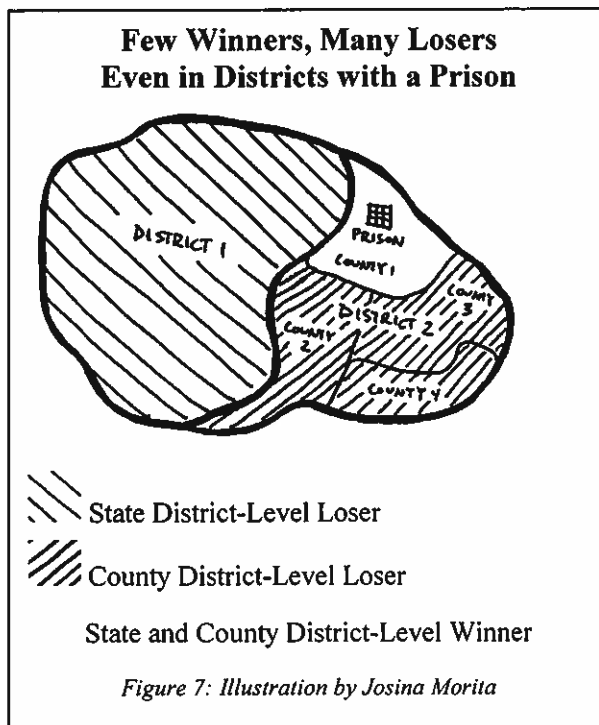 Few Winners, Many Losers
Even in Districts with a Prison
DISTRICT 1
PRISON
COUNTY 1
COUNTY
3
DISTRICT 2
COUNTY
2
COUNTY 4
State District-Level Loser
County District-Level Loser
State and County District-Level Winner
Figure 7: Illustration by Josina Morita